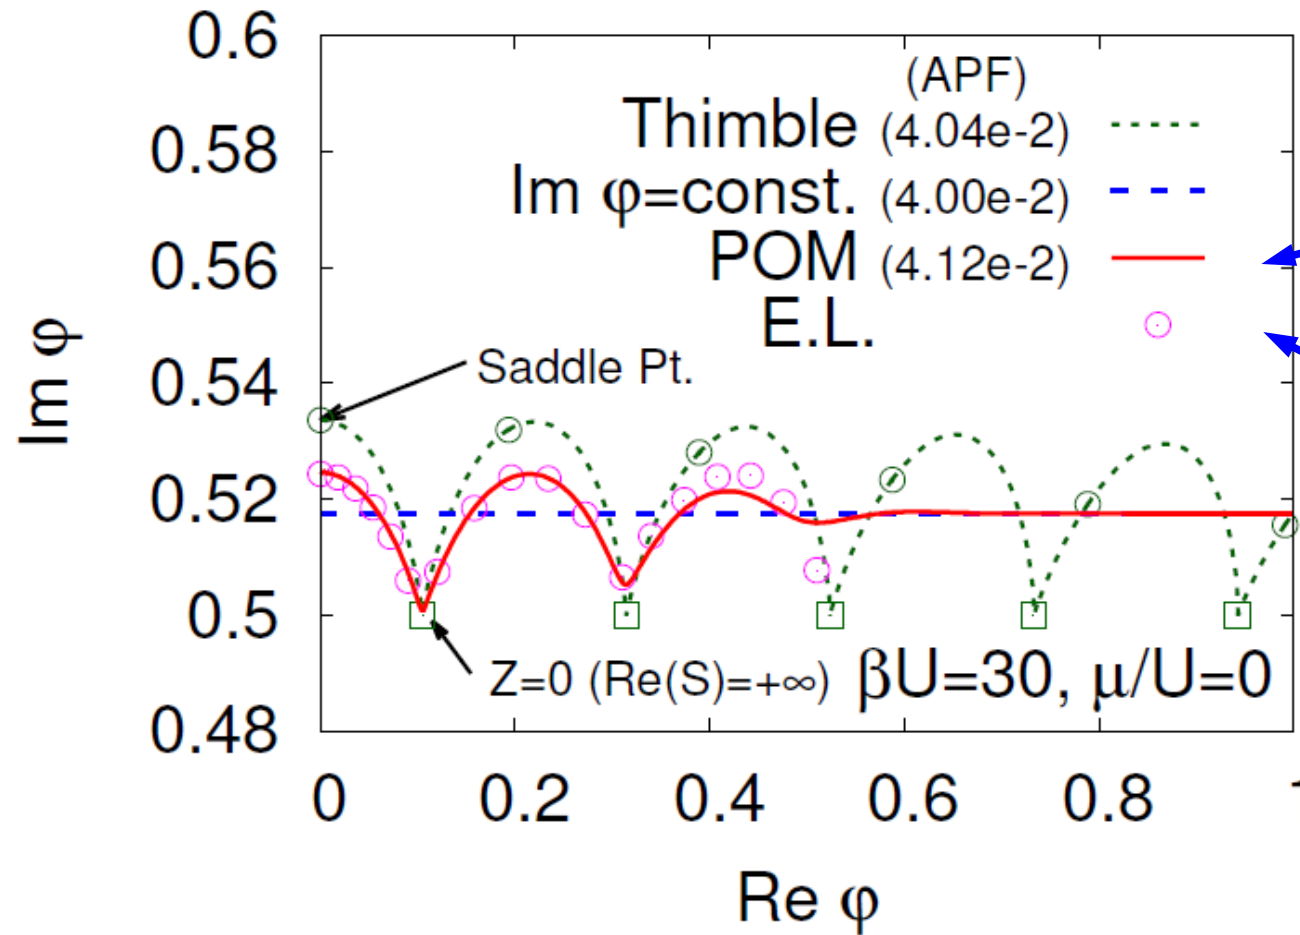 0.6
0.58
0.56
0.54
0.52
0.5
0.48
Im φ
(APF)
Thimble (4.04e-2)
Im φ=const. (4.00e-2)
POM (4.12e-2)
E.L.
Saddle Pt.
Z=0 (Re(S)=+∞)
βU=30, μ/U=0
0 0.2 0.4 0.6 0.8
Re φ